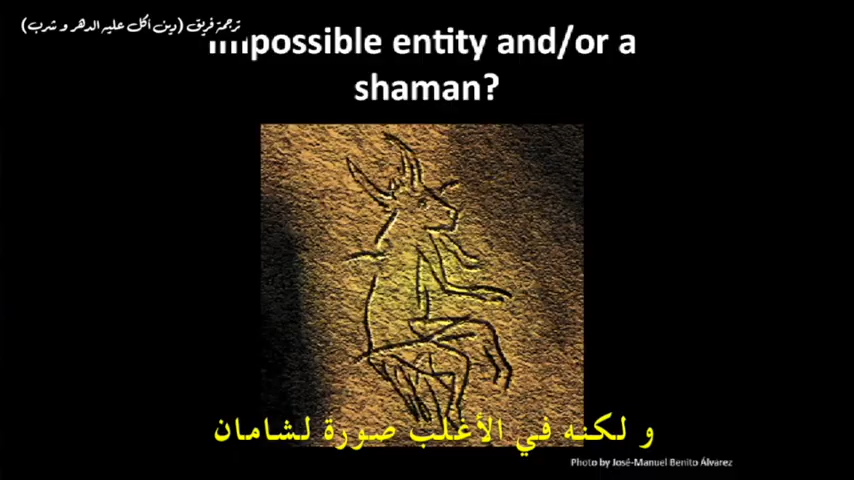 ترجمة فريق (دين أكل عليه الدهر و شرب)
Impossible entity and/or a
shaman?
و لكنه في الأغلب صورة لشامان
Photo by José-Manuel Benito Álvarez